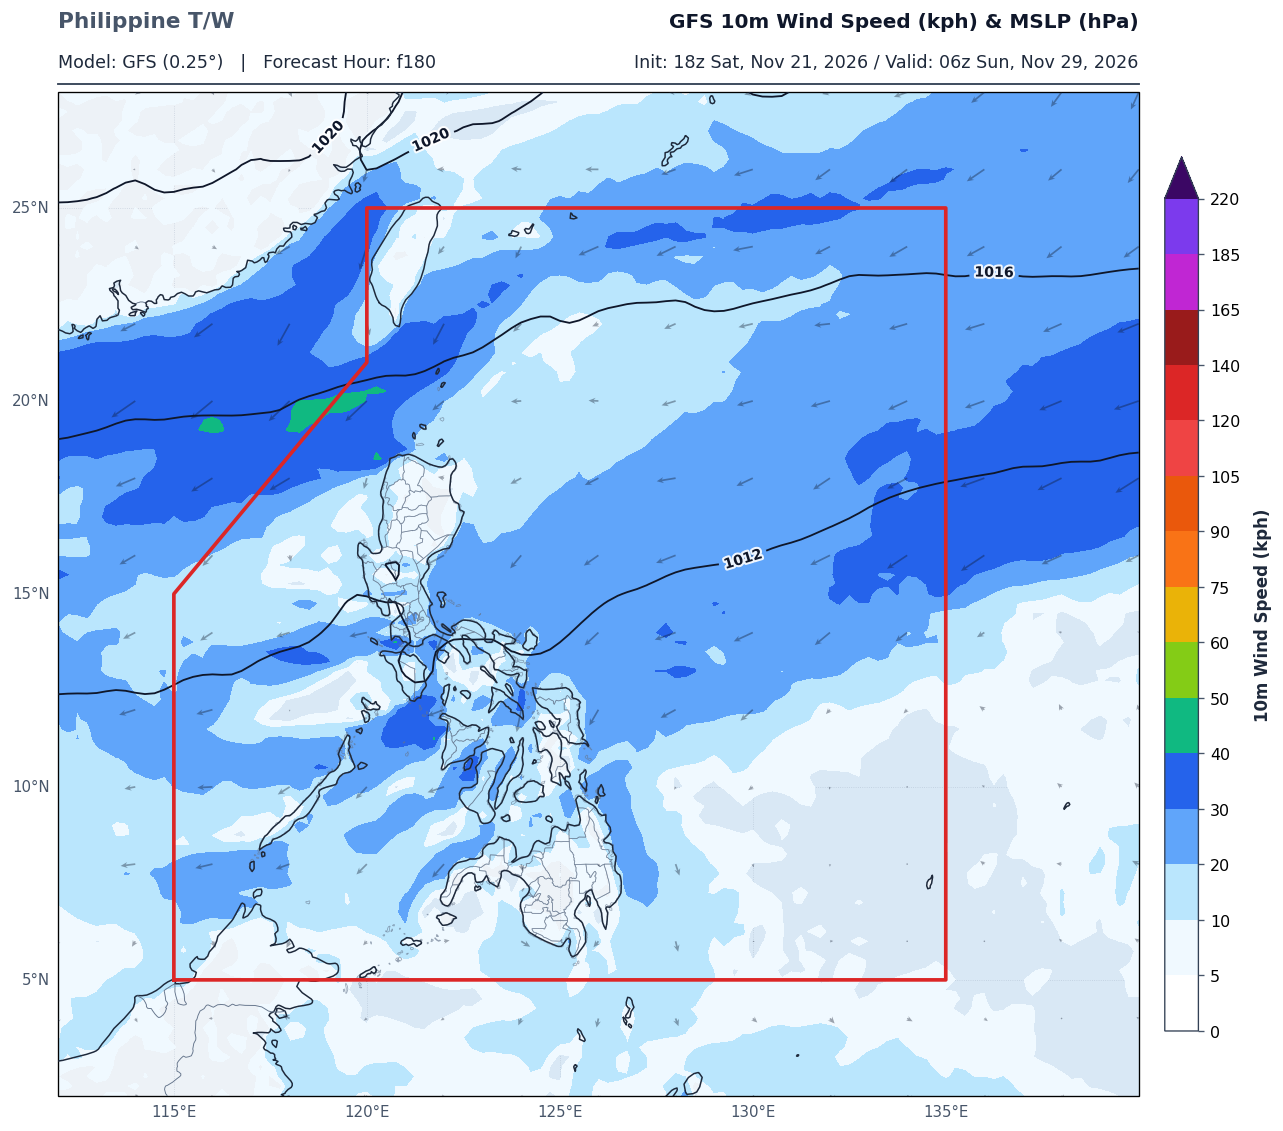 Philippine T/W
GFS 10m Wind Speed (kph) & MSLP (hPa)
Model: GFS (0.25°) | Forecast Hour: f180
Init: 18z Sat, Nov 21, 2026 / Valid: 06z Sun, Nov 29, 2026
1020
1020
1016
1012
25°N
20°N
15°N
10°N
5°N
115°E
120°E
125°E
130°E
135°E
220
185
165
140
120
105
90
75
60
50
40
30
20
10
5
0
10m Wind Speed (kph)